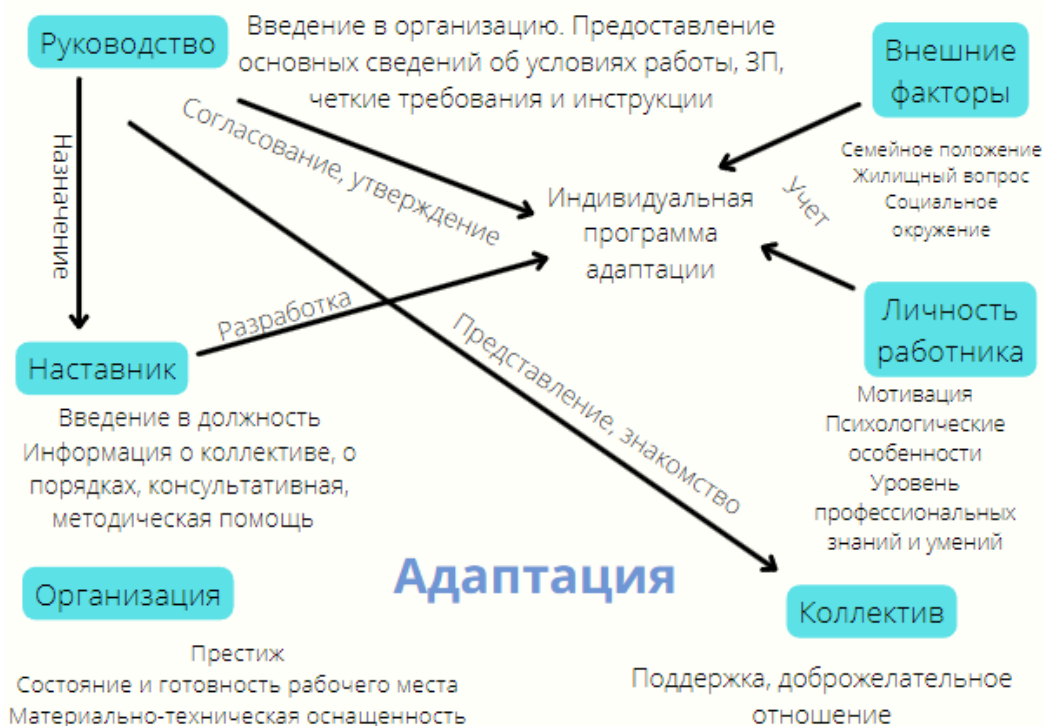 Руководство
Введение в организацию. Предоставление
основных сведений об условиях работы, ЗП,
четкие требования и инструкции
Внешние
факторы
Семейное положение
Жилищный вопрос
Социальное
окружение
Назначение
Согласование, утверждение
Индивидуальная
программа
адаптации
Учет
Разработка
Представление, знакомство
Наставник
Введение в должность
Информация о коллективе, о
порядках, консультативная,
методическая помощь
Личность
работника
Мотивация
Психологические
особенности
Уровень
профессиональных
знаний и умений
Адаптация
Организация
Престиж
Состояние и готовность рабочего места
Материально-техническая оснащенность
Коллектив
Поддержка, доброжелательное
отношение